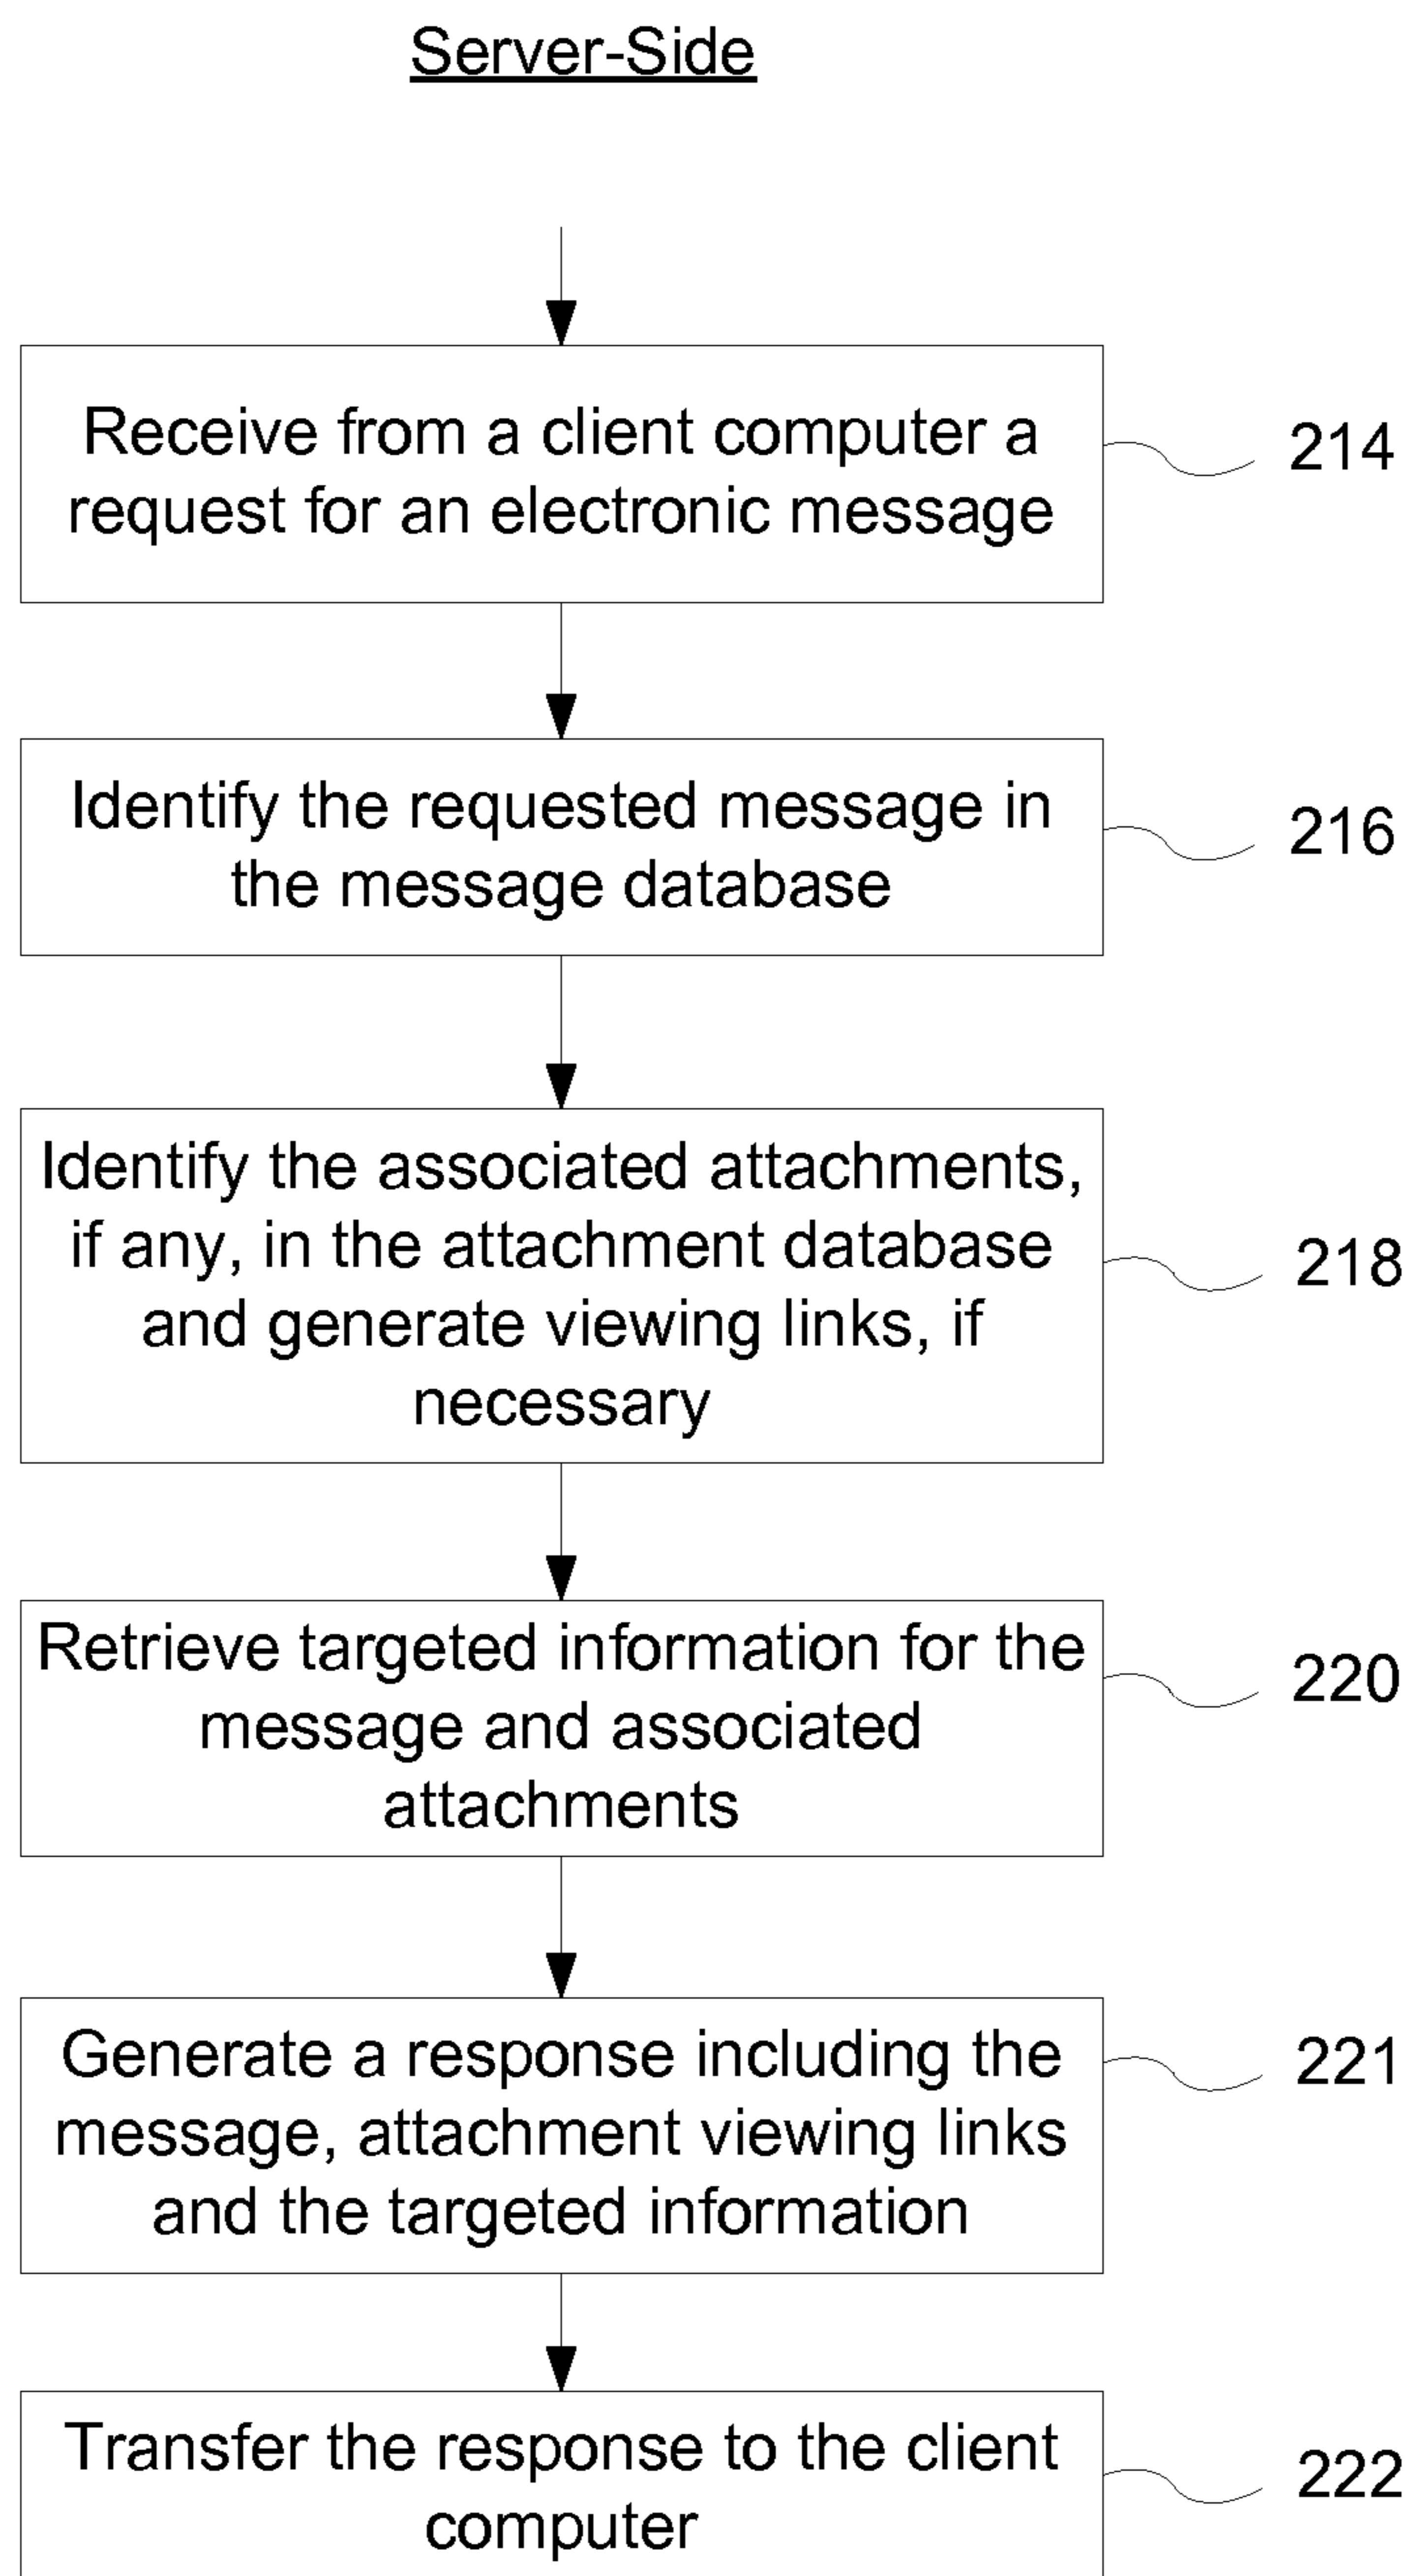 Server-Side
Receive from a client computer a
request for an electronic message
214
Identify the requested message in
the message database
216
Identify the associated attachments,
if any, in the attachment database
and generate viewing links, if
necessary
218
Retrieve targeted information for the
message and associated
attachments
220
Generate a response including the
message, attachment viewing links
and the targeted information
221
Transfer the response to the client
computer
222